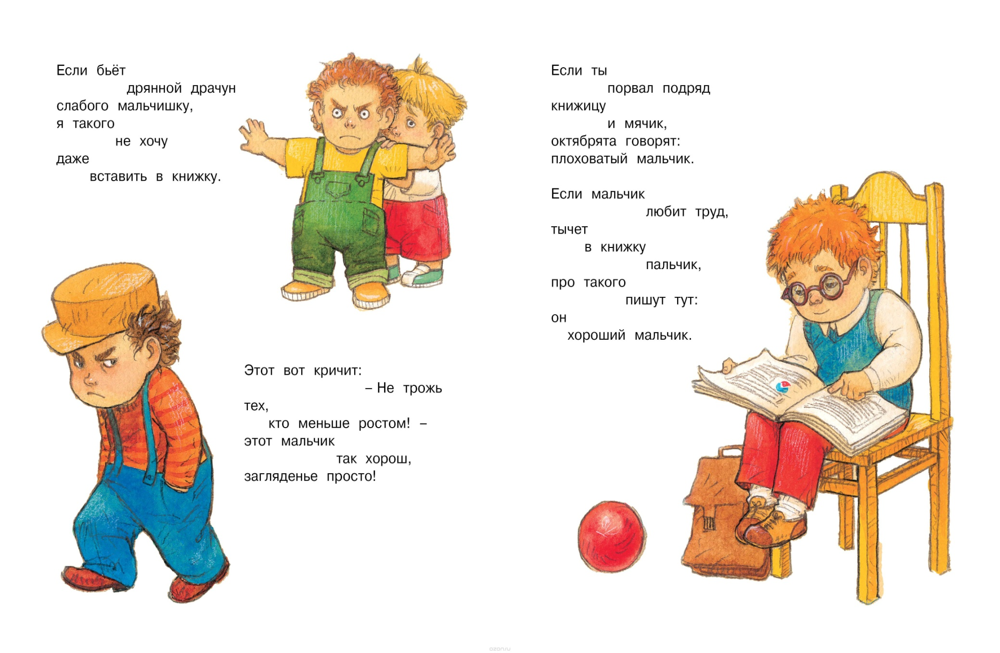 Если бьёт
дрянной драчун
слабого мальчишку,
я такого
не хочу
даже
вставить в книжку.
Этот вот кричит:
– Не трожь
тех,
кто меньше ростом! –
этот мальчик
так хорош,
загляденье просто!
Если ты
порвал подряд
книжицу
и мячик,
октябрята говорят:
плоховатый мальчик.
Если мальчик
любит труд,
тычет
в книжку
пальчик,
про такого
пишут тут:
он
хороший мальчик.
ozon.ru